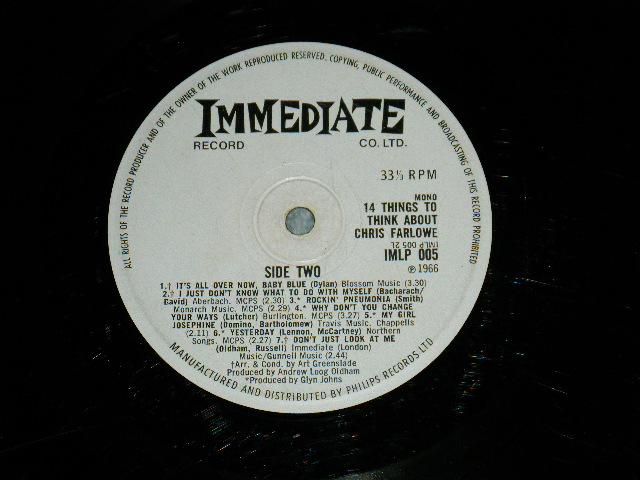 ALL RIGHTS OF THE RECORD PRODUCER AND OF THE OWNER OF THE WORK REPRODUCED RESERVED. COPYING, PUBLIC PERFORMANCE AND BROADCASTING OF THIS RECORD PROHIBITED
IMMEDIATE
RECORD CO. LTD.
33⅓ RPM
MONO
14 THINGS TO
THINK ABOUT
CHRIS FARLOWE
IMLP 005 2L
IMLP 005
℗ 1966
SIDE TWO
1.† IT'S ALL OVER NOW, BABY BLUE (Dylan) Blossom Music (3.30)
2.† I JUST DON'T KNOW WHAT TO DO WITH MYSELF (Bacharach/
David) Aberbach. MCPS (2.30) 3.* ROCKIN' PNEUMONIA (Smith)
Monarch Music. MCPS (2.29) 4.* WHY DON'T YOU CHANGE
YOUR WAYS (Lutcher) Burlington. MCPS (3.27) 5.* MY GIRL
JOSEPHINE (Domino, Bartholomew) Travis Music. Chappells
(2.11) 6.* YESTERDAY (Lennon, McCartney) Northern
Songs. MCPS (2.27) 7.† DON'T JUST LOOK AT ME
(Oldham, Russell) Immediate (London)
Music/Gunnell Music (2.44)
†Arr. & Cond. by Art Greenslade
Produced by Andrew Loog Oldham
*Produced by Glyn Johns
MANUFACTURED AND DISTRIBUTED BY PHILIPS RECORDS LTD